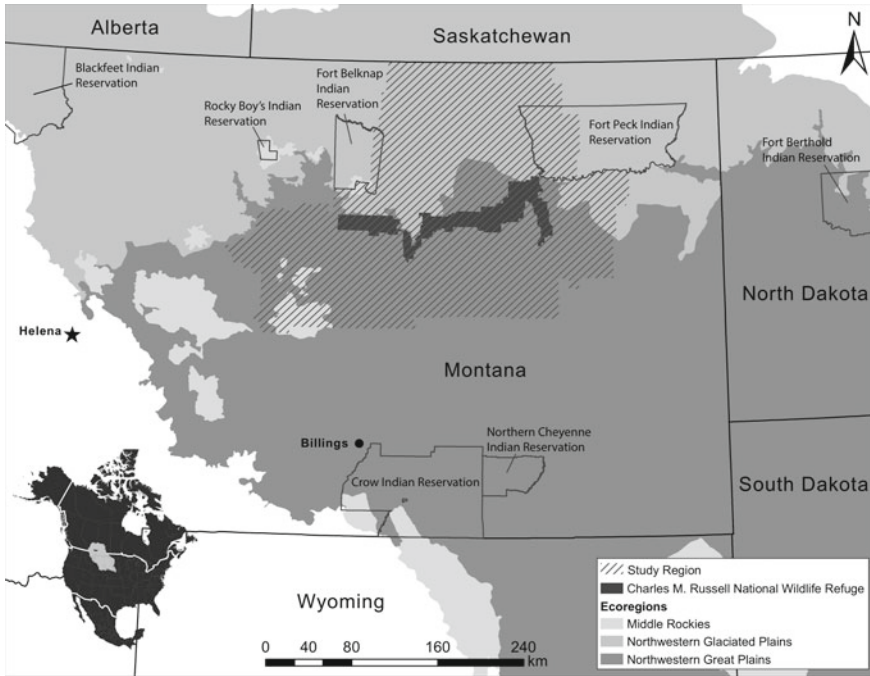 Alberta
Saskatchewan
N
Blackfeet Indian
Reservation
Fort Belknap
Indian
Reservation
Rocky Boy's Indian
Reservation
Fort Peck Indian
Reservation
Fort Berthold
Indian Reservation
North Dakota
Helena
Montana
Billings
Northern Cheyenne
Indian Reservation
Crow Indian Reservation
South Dakota
Wyoming
Study Region
Charles M. Russell National Wildlife Refuge
Ecoregions
Middle Rockies
Northwestern Glaciated Plains
Northwestern Great Plains
0 40 80 160 240
km